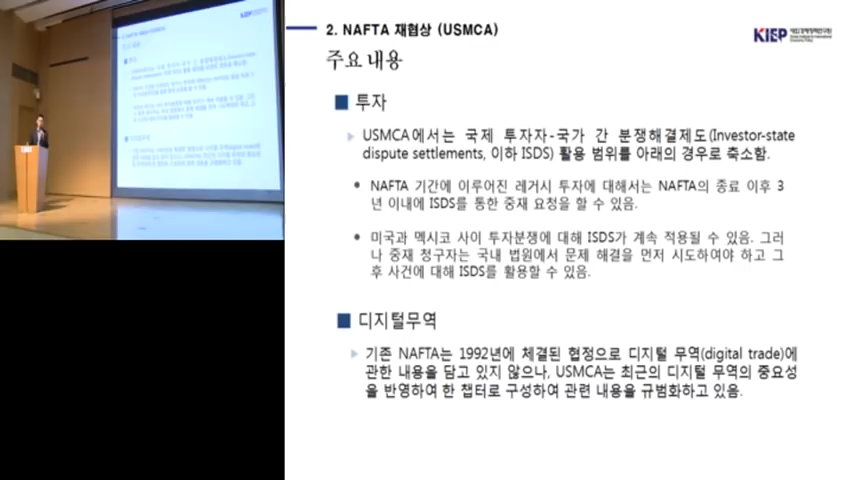 2. NAFTA 재협상 (USMCA)
KIEP 대외경제정책연구원
주요 내용
■ 투자
USMCA에서는 국제 투자자-국가 간 분쟁해결제도(Investor-state
dispute settlements, 이하 ISDS) 활용 범위를 아래의 경우로 축소함.
• NAFTA 기간에 이루어진 레거시 투자에 대해서는 NAFTA의 종료 이후 3
년 이내에 ISDS를 통한 중재 요청을 할 수 있음.
• 미국과 멕시코 사이 투자분쟁에 대해 ISDS가 계속 적용될 수 있음. 그러
나 중재 청구자는 국내 법원에서 문제 해결을 먼저 시도하여야 하고 그
후 사건에 대해 ISDS를 활용할 수 있음.
■ 디지털무역
기존 NAFTA는 1992년에 체결된 협정으로 디지털 무역(digital trade)에
관한 내용을 담고 있지 않으나, USMCA는 최근의 디지털 무역의 중요성
을 반영하여 한 챕터로 구성하여 관련 내용을 규범화하고 있음.